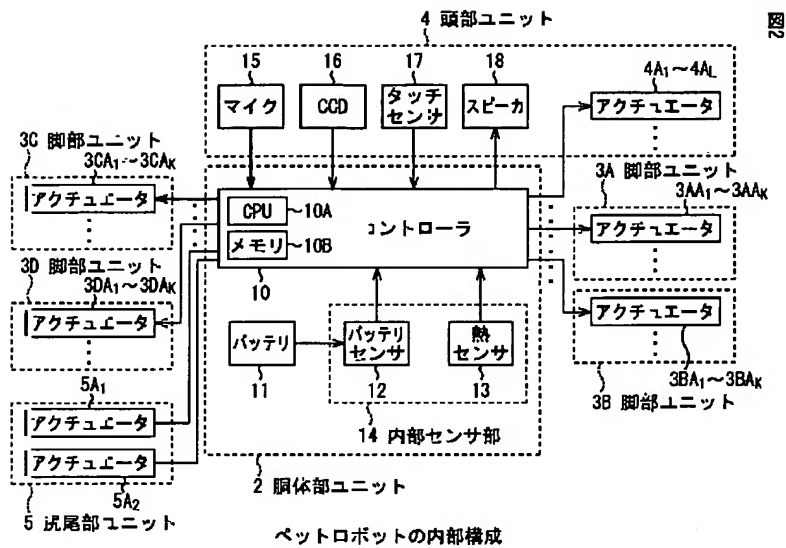 図2
4 頭部ユニット
15
16
17
18
4A₁~4AL
マイク
CCD
タッチ
センサ
スピーカ
アクチュエータ
3C 脚部ユニット
3CA₁~3CAK
アクチュエータ
3A 脚部ユニット
3AA₁~3AAK
アクチュエータ
CPU
10A
コントローラ
メモリ
10B
10
3D 脚部ユニット
3DA₁~3DAK
アクチュエータ
バッテリ
11
バッテリ
センサ
12
熱
センサ
13
アクチュエータ
3BA₁~3BAK
3B 脚部ユニット
14 内部センサ部
5A₁
アクチュエータ
アクチュエータ
5A₂
5 尻尾部ユニット
2 胴体部ユニット
ペットロボットの内部構成